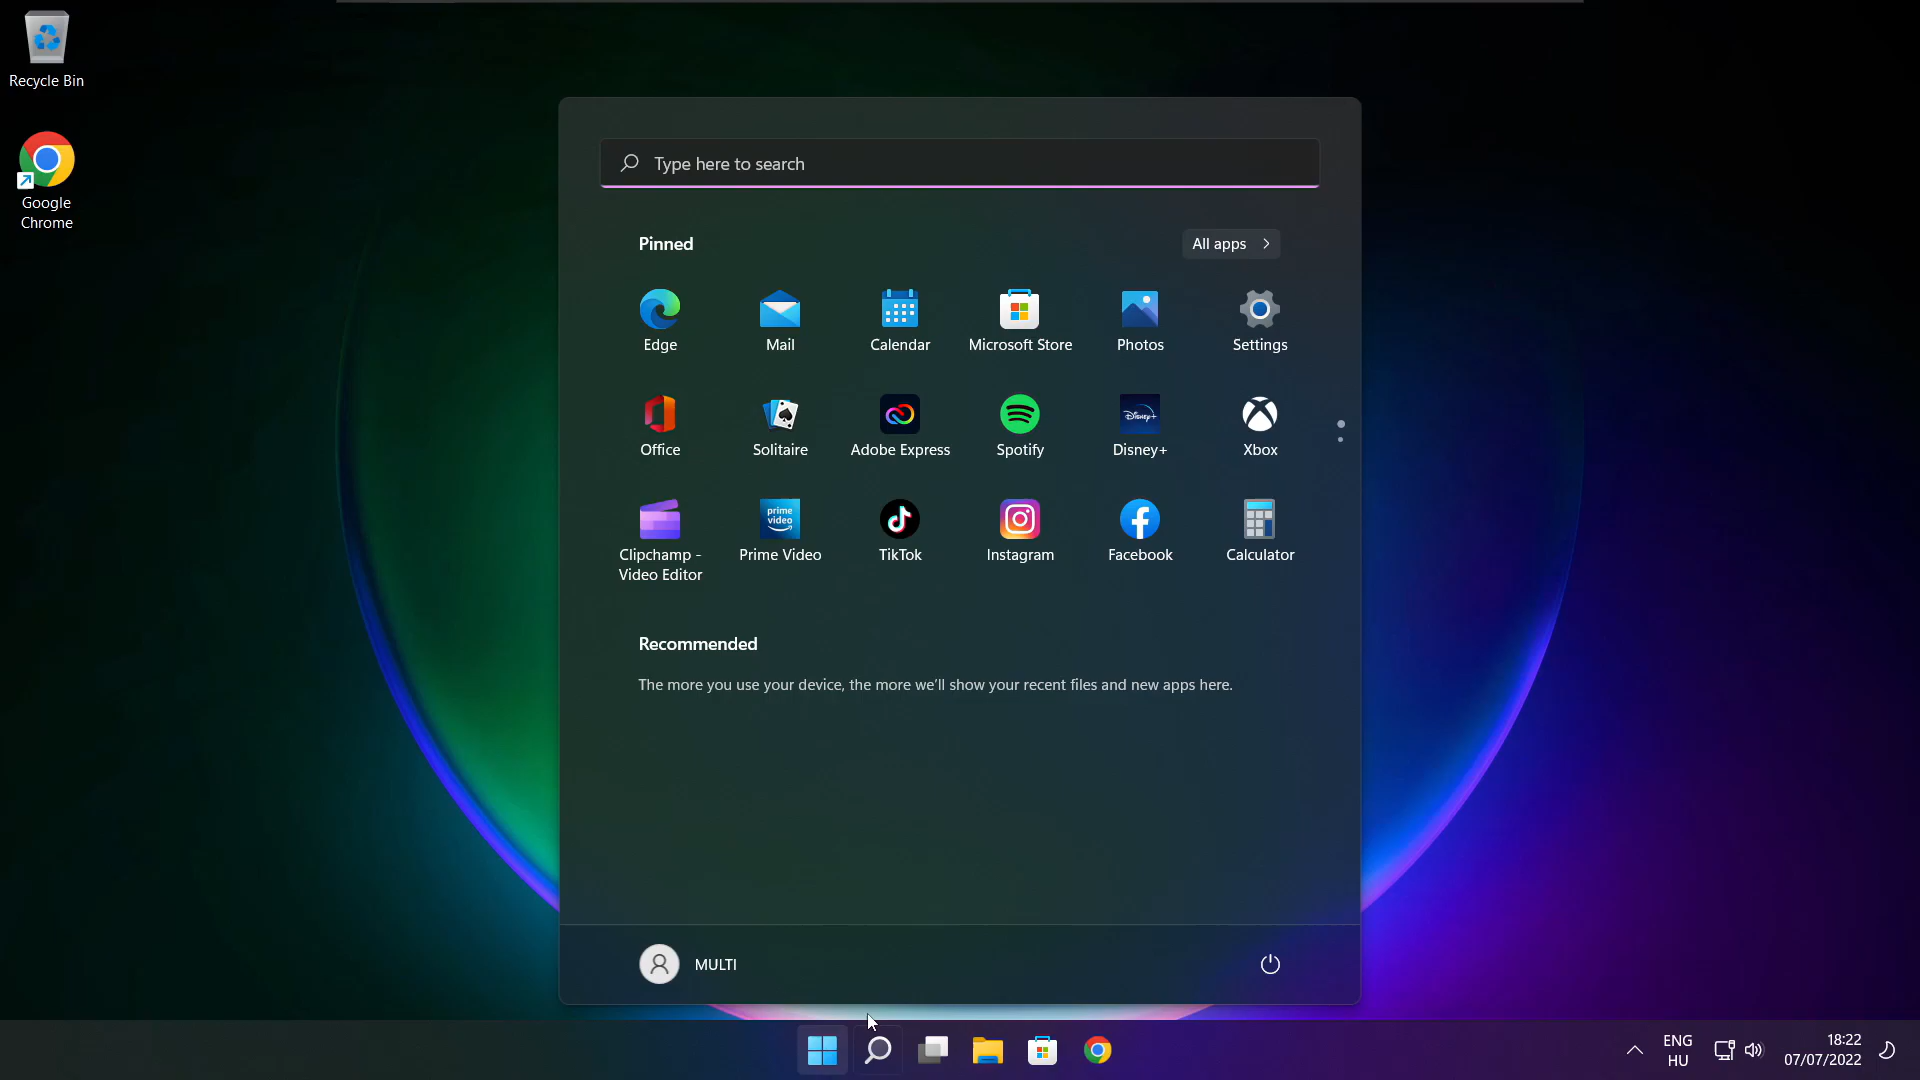 Recycle Bin
Google
Chrome
Type here to search
Pinned
All apps
Edge
Mail
Calendar
Microsoft Store
Photos
Settings
Disney+
Office
Solitaire
Adobe Express
Spotify
Disney+
Xbox
prime
video
Clipchamp -
Video Editor
Prime Video
TikTok
Instagram
Facebook
Calculator
Recommended
The more you use your device, the more we'll show your recent files and new apps here.
MULTI
ENG
HU
18:22
07/07/2022